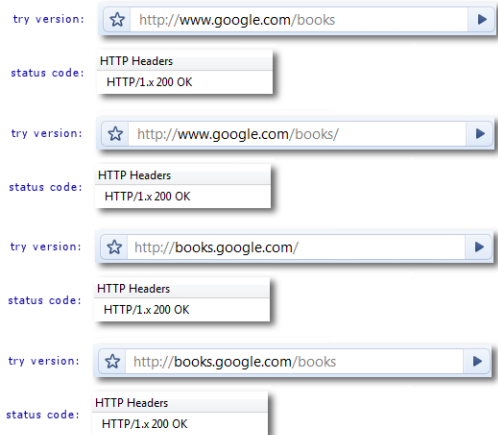 try version: http://www.google.com/books
HTTP Headers
status code: HTTP/1.x 200 OK
try version: http://www.google.com/books/
HTTP Headers
status code: HTTP/1.x 200 OK
try version: http://books.google.com/
HTTP Headers
status code: HTTP/1.x 200 OK
try version: http://books.google.com/books
HTTP Headers
status code: HTTP/1.x 200 OK